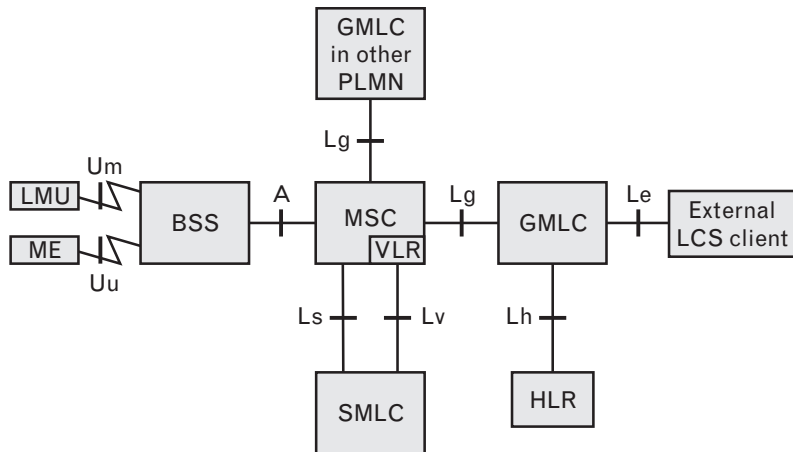 GMLC
in other
PLMN
Lg
Um
LMU
A
BSS
MSC
VLR
Lg
GMLC
Le
External
LCS client
ME
Uu
Ls
Lv
Lh
SMLC
HLR